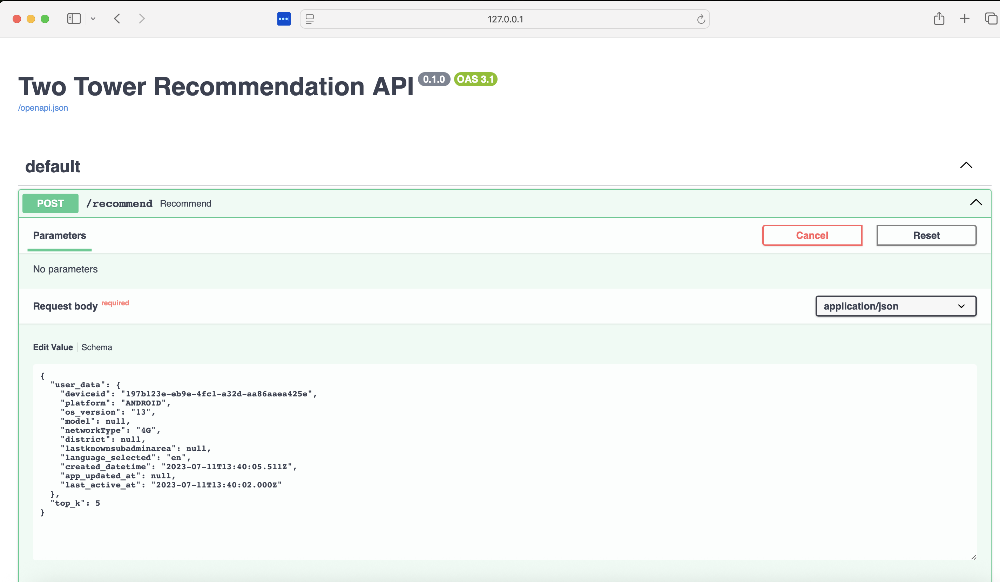 127.0.0.1
Two Tower Recommendation API 0.1.0 OAS 3.1
/openapi.json
default
POST /recommend Recommend
Parameters Cancel Reset
No parameters
Request body required application/json
Edit Value Schema
{
  "user_data": {
    "deviceid": "197b123e-eb9e-4fc1-a32d-aa86aaea425e",
    "platform": "ANDROID",
    "os_version": "13",
    "model": null,
    "networkType": "4G",
    "district": null,
    "lastknownsubadminarea": null,
    "language_selected": "en",
    "created_datetime": "2023-07-11T13:40:05.511Z",
    "app_updated_at": null,
    "last_active_at": "2023-07-11T13:40:02.000Z"
  },
  "top_k": 5
}